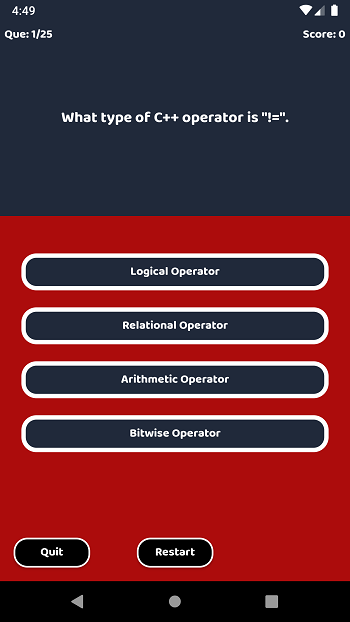 4:49
Que: 1/25 Score: 0
What type of C++ operator is "!=".
Logical Operator
Relational Operator
Arithmetic Operator
Bitwise Operator
Quit Restart